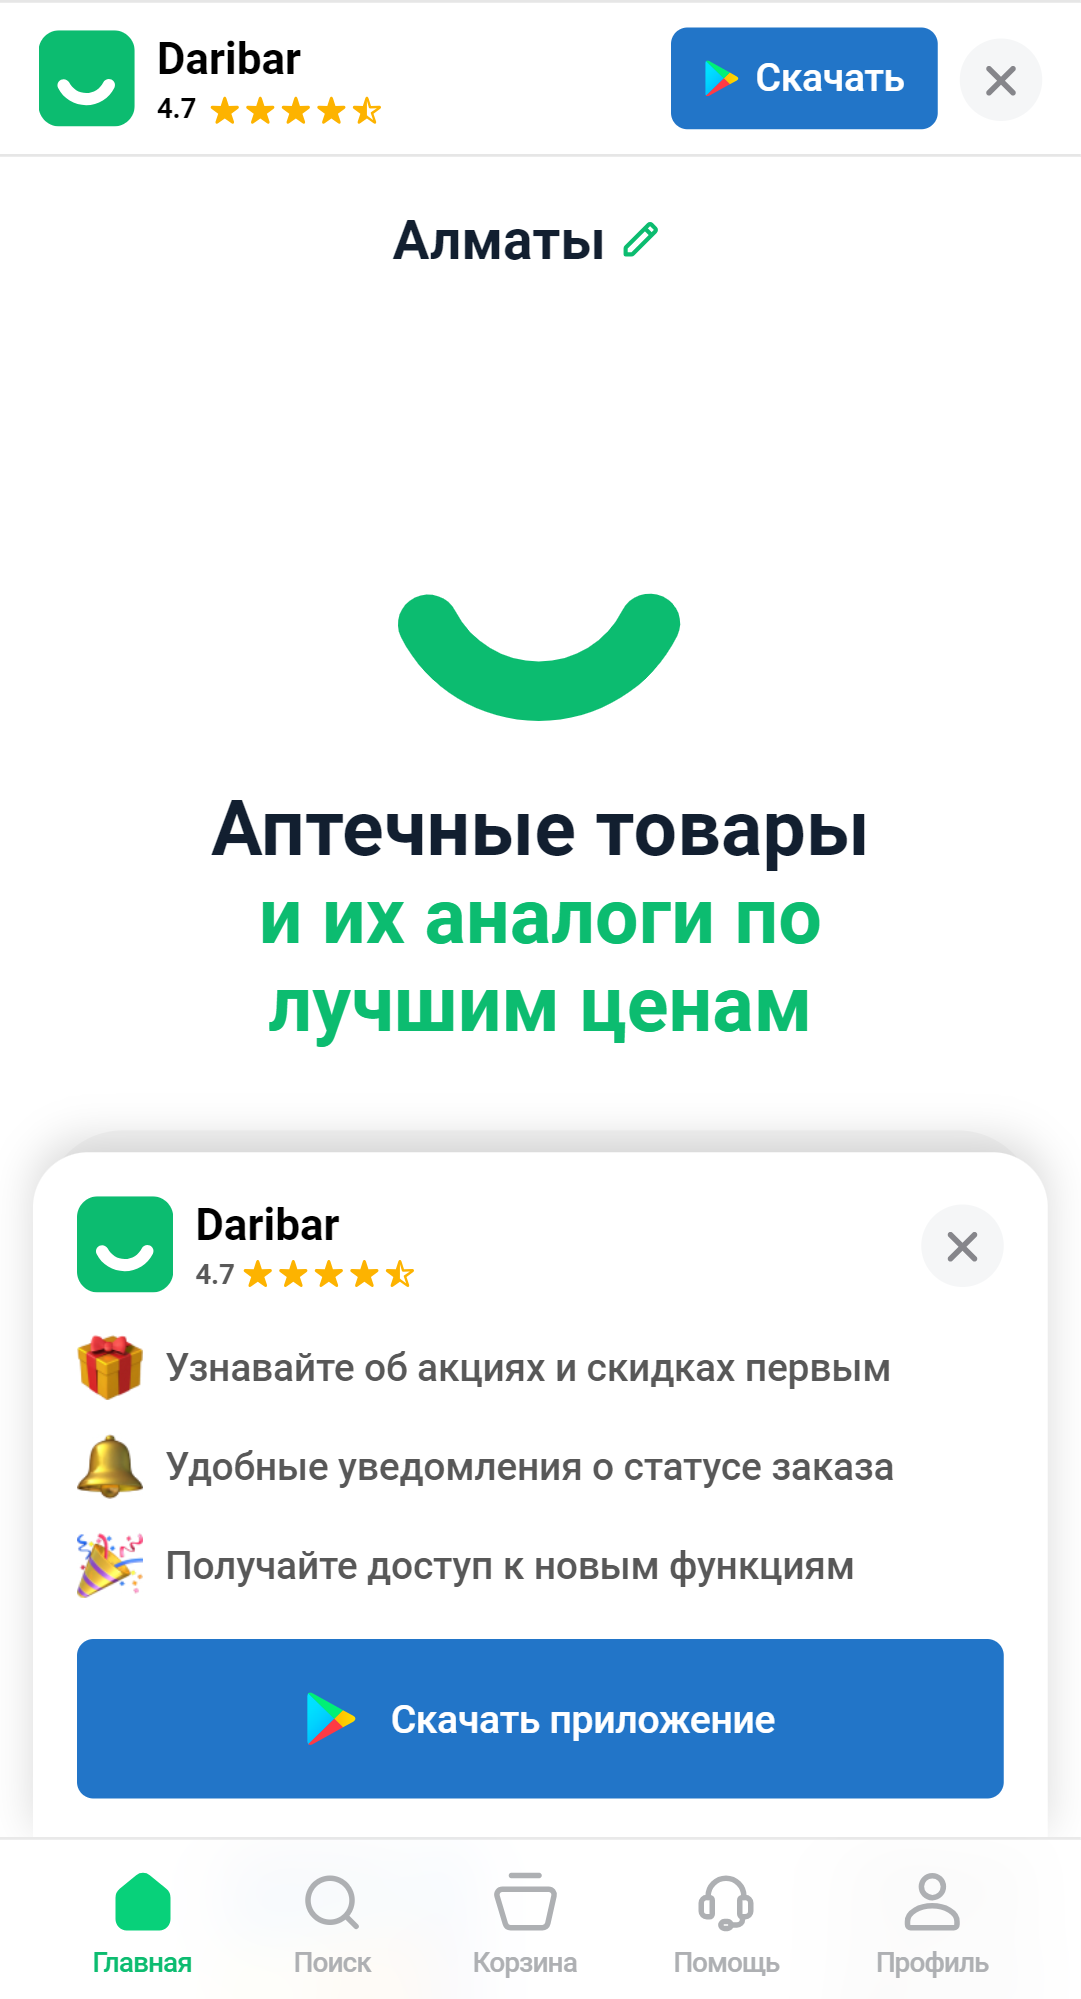 Daribar
4.7
Скачать
Алматы
Аптечные товары
и их аналоги по
лучшим ценам
Daribar
4.7
Узнавайте об акциях и скидках первым
Удобные уведомления о статусе заказа
Получайте доступ к новым функциям
Скачать приложение
Главная
Поиск
Корзина
Помощь
Профиль